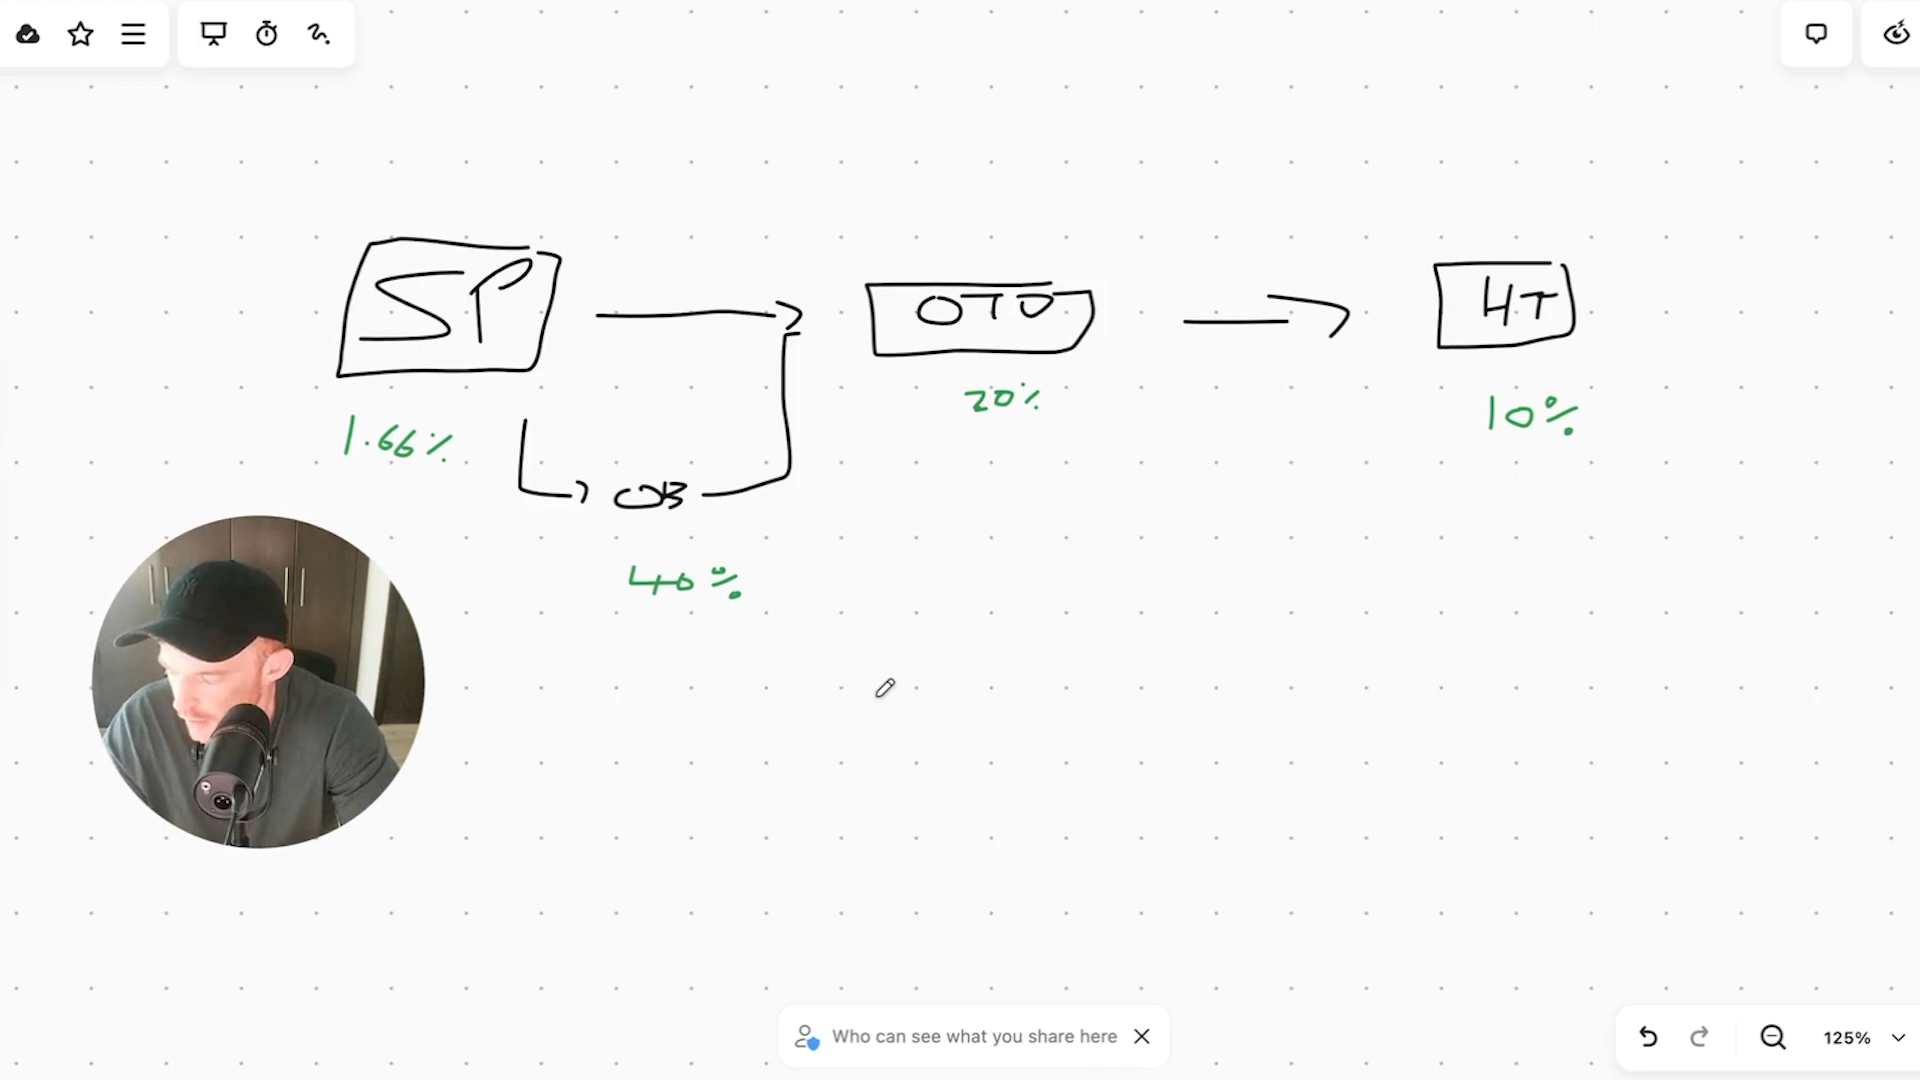 SP
OTO
HT
1.66%
20%
10%
OB
40%
Who can see what you share here
125%